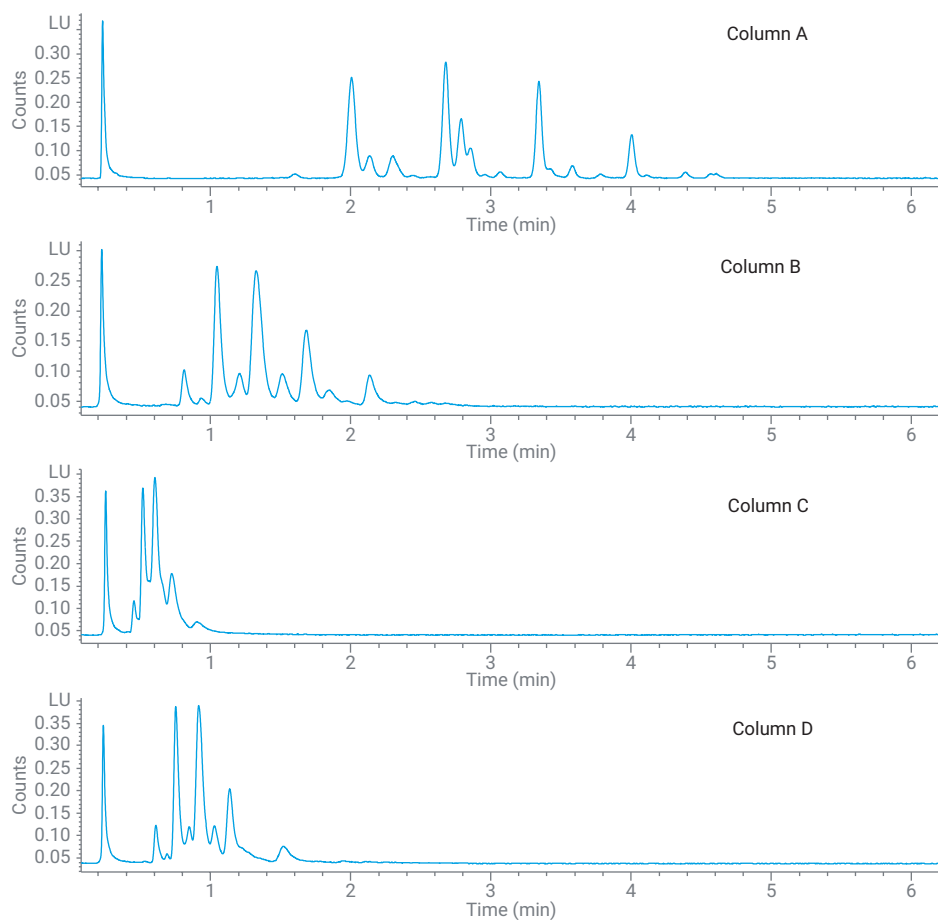 LU
Column A
0.30
0.25
0.20
0.15
0.10
0.05
Counts
1 2 3 4 5 6
Time (min)
LU
Column B
0.25
0.20
0.15
0.10
0.05
Counts
1 2 3 4 5 6
Time (min)
LU
Column C
0.35
0.30
0.25
0.20
0.15
0.10
0.05
Counts
1 2 3 4 5 6
Time (min)
LU
Column D
0.35
0.30
0.25
0.20
0.15
0.10
0.05
Counts
1 2 3 4 5 6
Time (min)